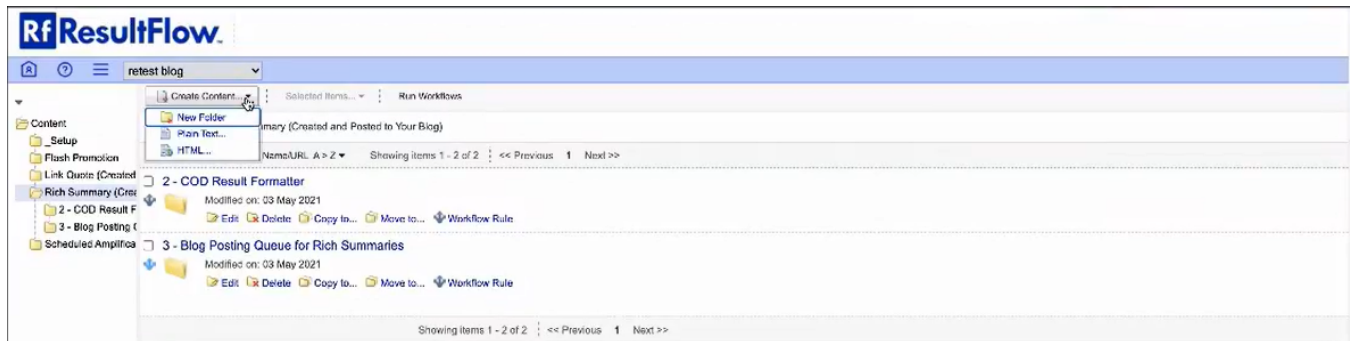 Rf ResultFlow.
retest blog
Create Content... Selected Items... Run Workflows
New Folder
Plain Text...
HTML...
mary (Created and Posted to Your Blog)
Name/URL A > Z Showing items 1 - 2 of 2 << Previous 1 Next >>
Content
_Setup
Flash Promotion
Link Quote (Created
Rich Summary (Crea
2 - COD Result F
3 - Blog Posting
Scheduled Amplifica
2 - COD Result Formatter
Modified on: 03 May 2021
Edit Delete Copy to... Move to... Workflow Rule
3 - Blog Posting Queue for Rich Summaries
Modified on: 03 May 2021
Edit Delete Copy to... Move to... Workflow Rule
Showing items 1 - 2 of 2 << Previous 1 Next >>